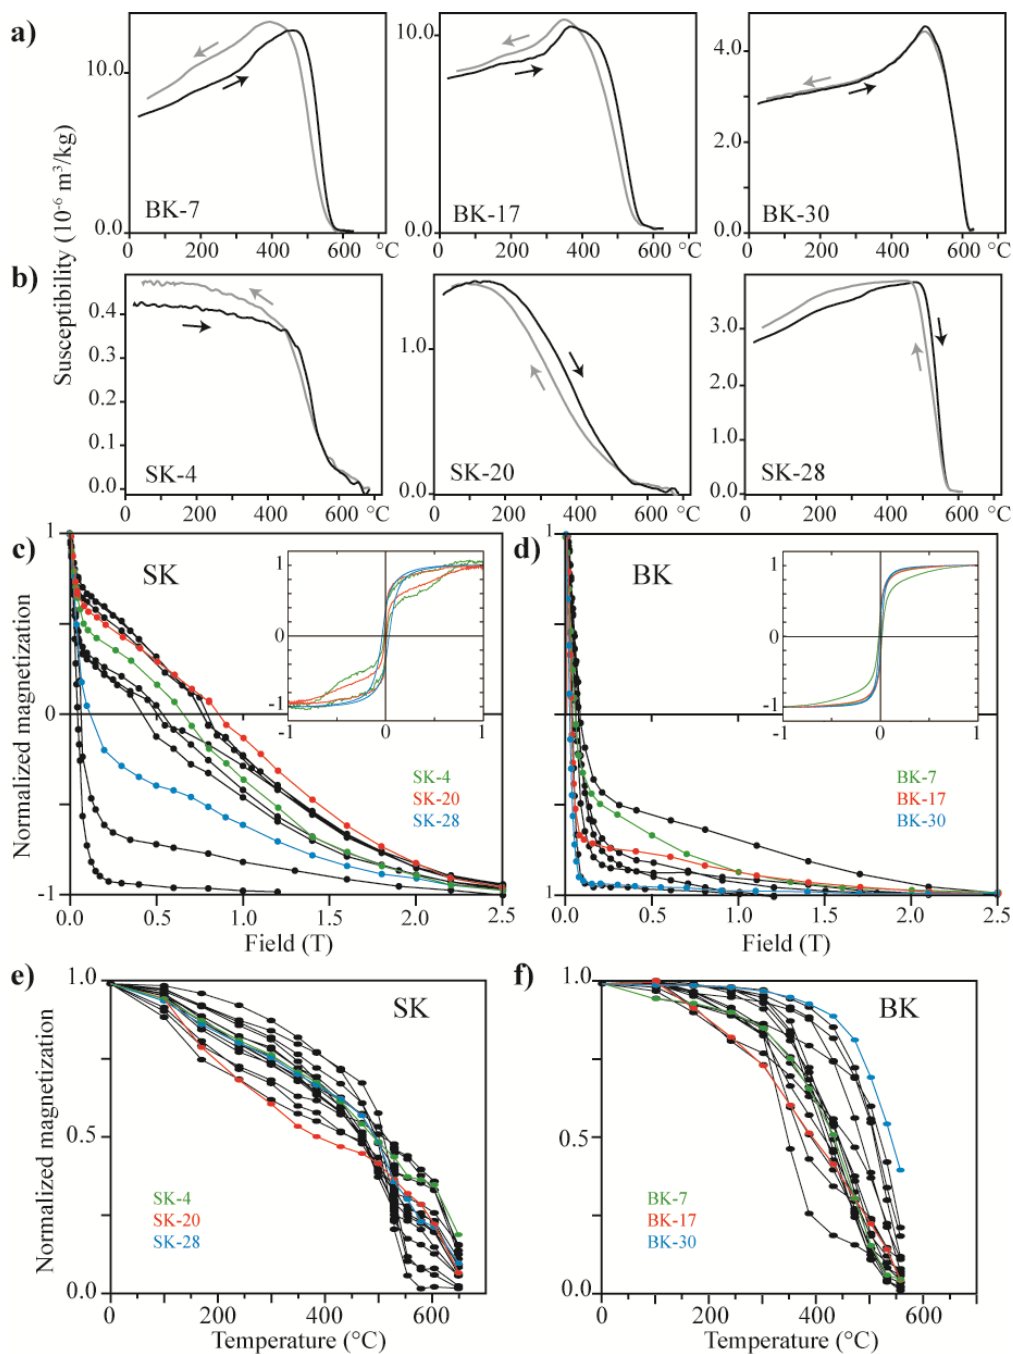 a)
Susceptibility (10⁻⁶ m³/kg)
10.0
0.0
BK-7
0 200 400 600 °C
10.0
0.0
BK-17
0 200 400 600 °C
4.0
2.0
0.0
BK-30
0 200 400 600 °C
b)
0.4
0.3
0.2
0.1
0.0
SK-4
0 200 400 600 °C
1.0
0.0
SK-20
0 200 400 600 °C
3.0
2.0
1.0
0.0
SK-28
0 200 400 600 °C
c)
SK
Normalized magnetization
1
0
-1
1
0
-1
-1 0 1
SK-4
SK-20
SK-28
0.0 0.5 1.0 1.5 2.0 2.5
Field (T)
d)
BK
1
0
1
1
0
-1
-1 0 1
BK-7
BK-17
BK-30
0.0 0.5 1.0 1.5 2.0 2.5
Field (T)
e)
SK
Normalized magnetization
1.0
0.5
0.0
SK-4
SK-20
SK-28
0 200 400 600
Temperature (°C)
f)
BK
1.0
0.5
0.0
BK-7
BK-17
BK-30
0 200 400 600
Temperature (°C)